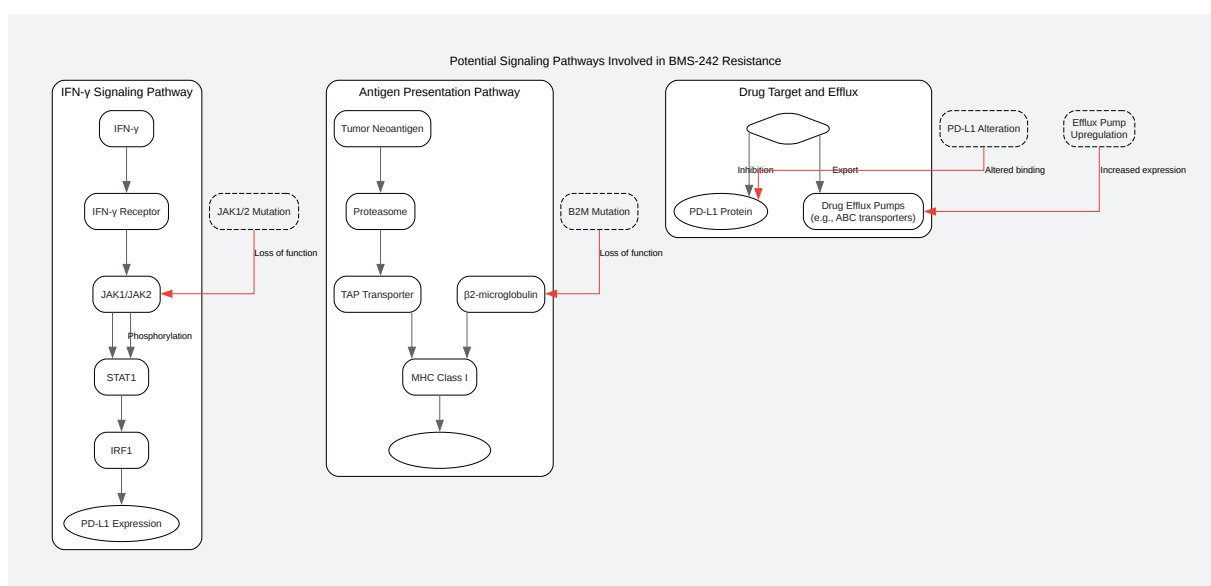 Potential Signaling Pathways Involved in BMS-242 Resistance
IFN-γ Signaling Pathway
IFN-γ
IFN-γ Receptor
JAK1/JAK2
Phosphorylation
STAT1
IRF1
PD-L1 Expression
JAK1/2 Mutation
Loss of function
Antigen Presentation Pathway
Tumor Neoantigen
Proteasome
TAP Transporter
β2-microglobulin
MHC Class I
B2M Mutation
Loss of function
Drug Target and Efflux
Inhibition
Export
PD-L1 Protein
Drug Efflux Pumps
(e.g., ABC transporters)
PD-L1 Alteration
Altered binding
Efflux Pump
Upregulation
Increased expression